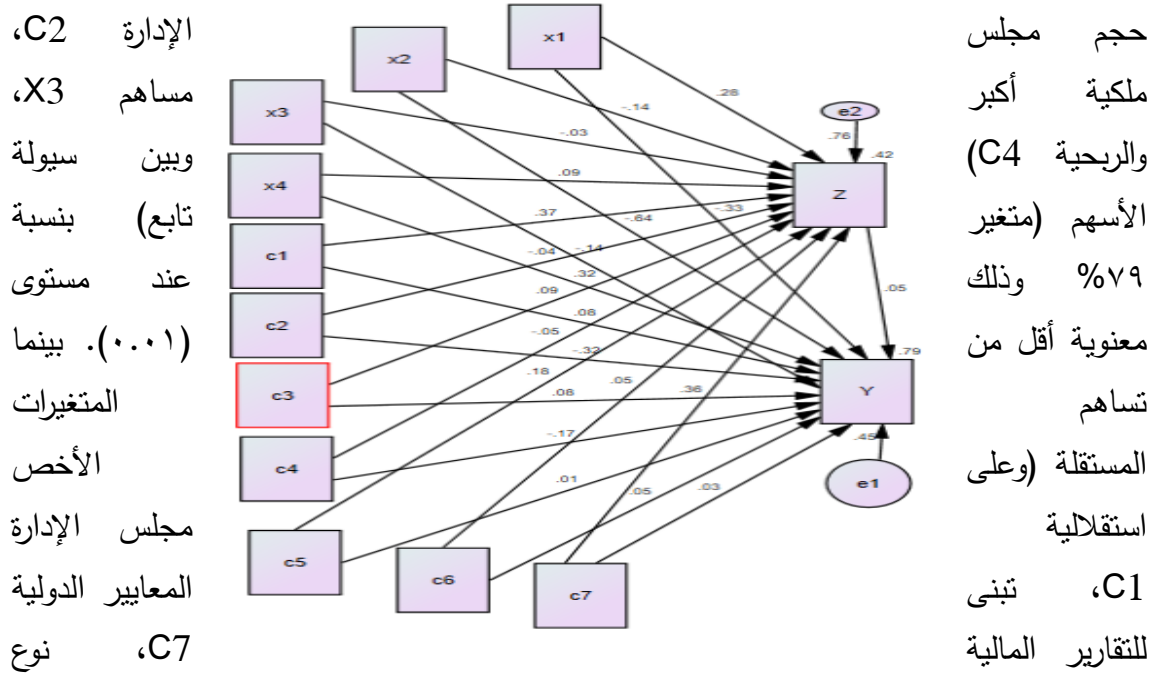 حجم مجلس الإدارة C2،
ملكية أكبر مساهم X3،
والربحية C4) وبين سيولة
الأسهم (متغير تابع) بنسبة
٧٩% وذلك عند مستوى
معنوية أقل من (٠.٠١). بينما
تساهم المتغيرات
المستقلة (وعلى الأخص
استقلالية مجلس الإدارة
C1، تبنى المعايير الدولية
للتقارير المالية C7، نوع
x1
x2
x3
x4
c1
c2
c3
c4
c5
c6
c7
e2
Z
Y
e1
.28
-.14
-.03
.09
.76
.42
.37
-.64
-.33
-.04
-.14
.32
.09
.08
.05
-.05
-.32
.79
.18
.05
.36
.08
-.17
.45
.01
.05
.03